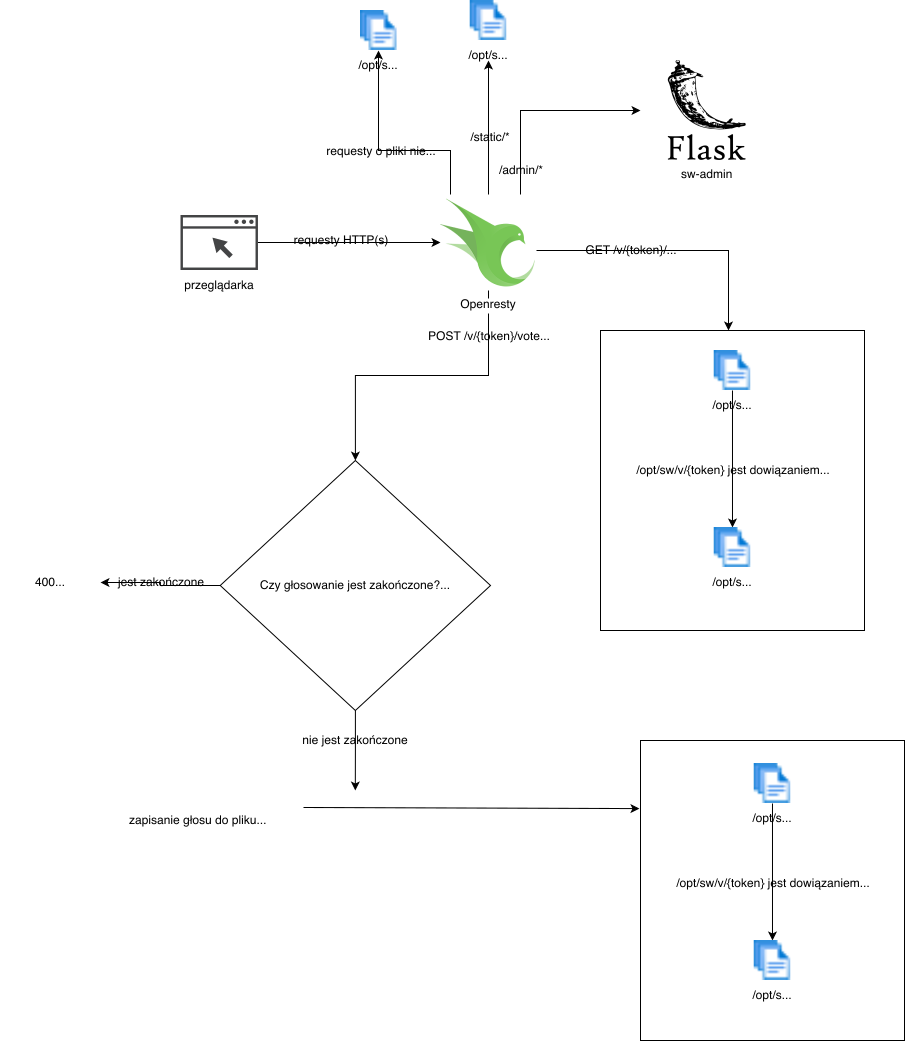 /opt/s...
/opt/s...
/static/*
requesty o pliki nie...
/admin/*
Flask
sw-admin
requesty HTTP(s)
GET /v/{token}/...
przeglądarka
Openresty
POST /v/{token}/vote...
/opt/s...
/opt/sw/v/{token} jest dowiązaniem...
/opt/s...
400...
jest zakończone
Czy głosowanie jest zakończone?...
nie jest zakończone
zapisanie głosu do pliku...
/opt/s...
/opt/sw/v/{token} jest dowiązaniem...
/opt/s...